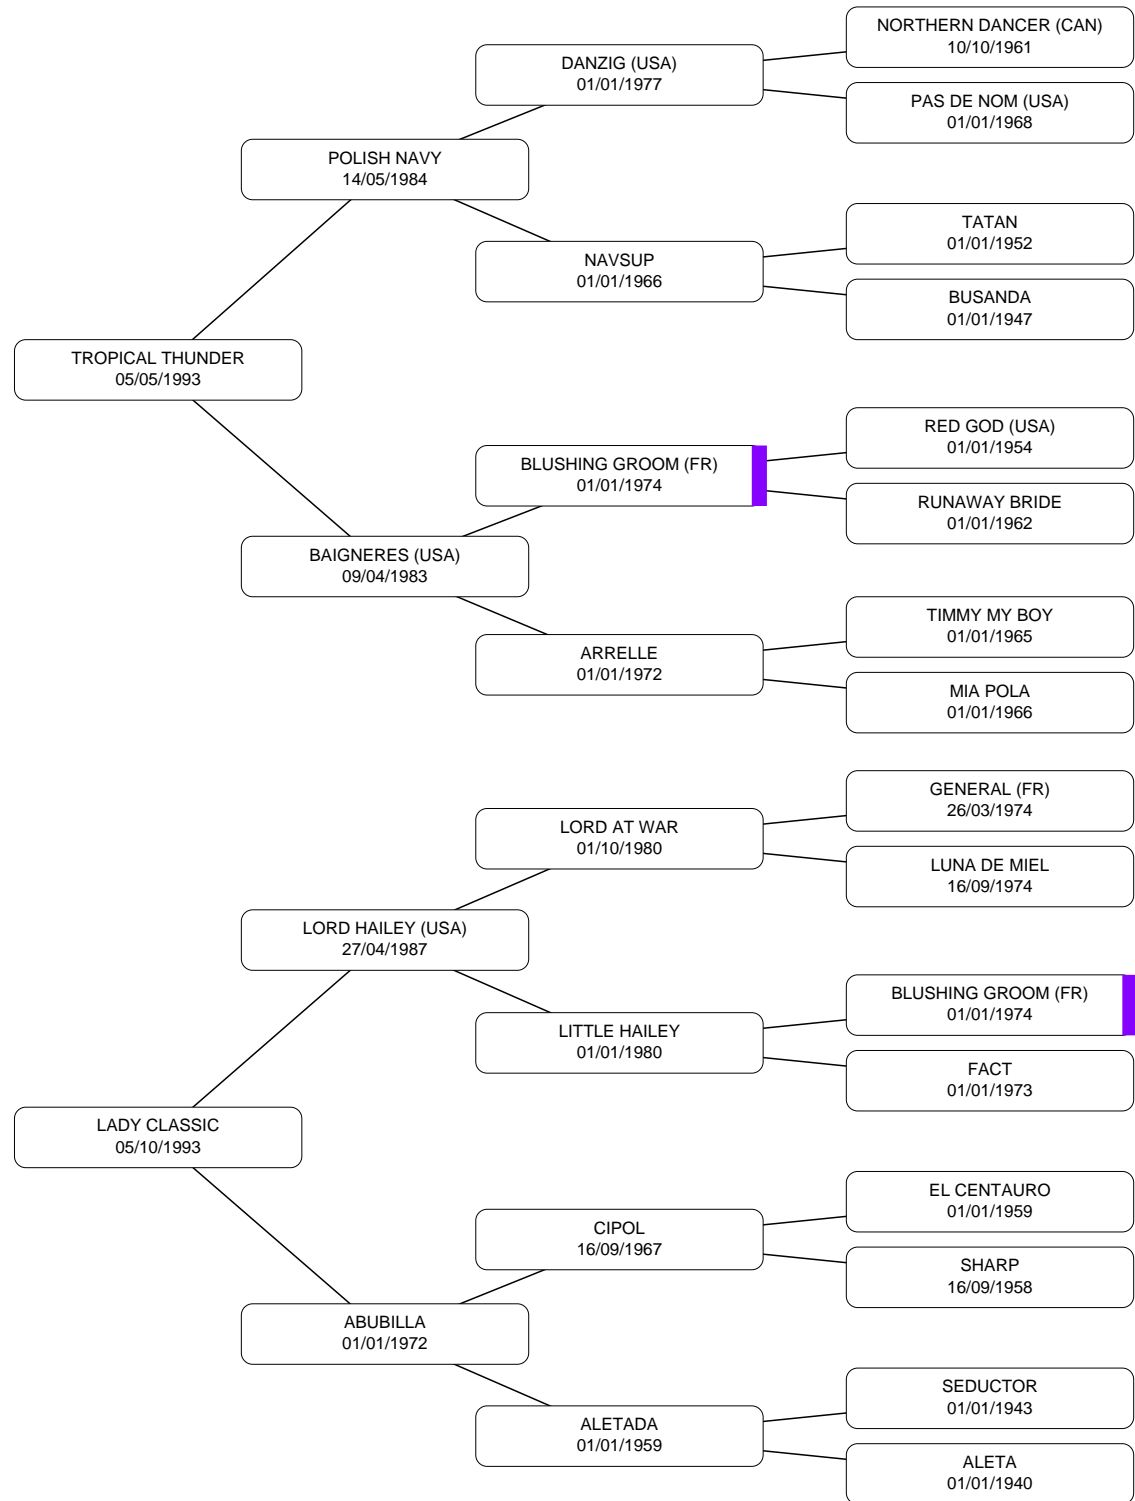 NORTHERN DANCER (CAN)
10/10/1961
DANZIG (USA)
01/01/1977
PAS DE NOM (USA)
01/01/1968
POLISH NAVY
14/05/1984
TATAN
01/01/1952
NAVSUP
01/01/1966
BUSANDA
01/01/1947
TROPICAL THUNDER
05/05/1993
RED GOD (USA)
01/01/1954
BLUSHING GROOM (FR)
01/01/1974
RUNAWAY BRIDE
01/01/1962
BAIGNERES (USA)
09/04/1983
TIMMY MY BOY
01/01/1965
ARRELLE
01/01/1972
MIA POLA
01/01/1966
GENERAL (FR)
26/03/1974
LORD AT WAR
01/10/1980
LUNA DE MIEL
16/09/1974
LORD HAILEY (USA)
27/04/1987
BLUSHING GROOM (FR)
01/01/1974
LITTLE HAILEY
01/01/1980
FACT
01/01/1973
LADY CLASSIC
05/10/1993
EL CENTAURO
01/01/1959
CIPOL
16/09/1967
SHARP
16/09/1958
ABUBILLA
01/01/1972
SEDUCTOR
01/01/1943
ALETADA
01/01/1959
ALETA
01/01/1940